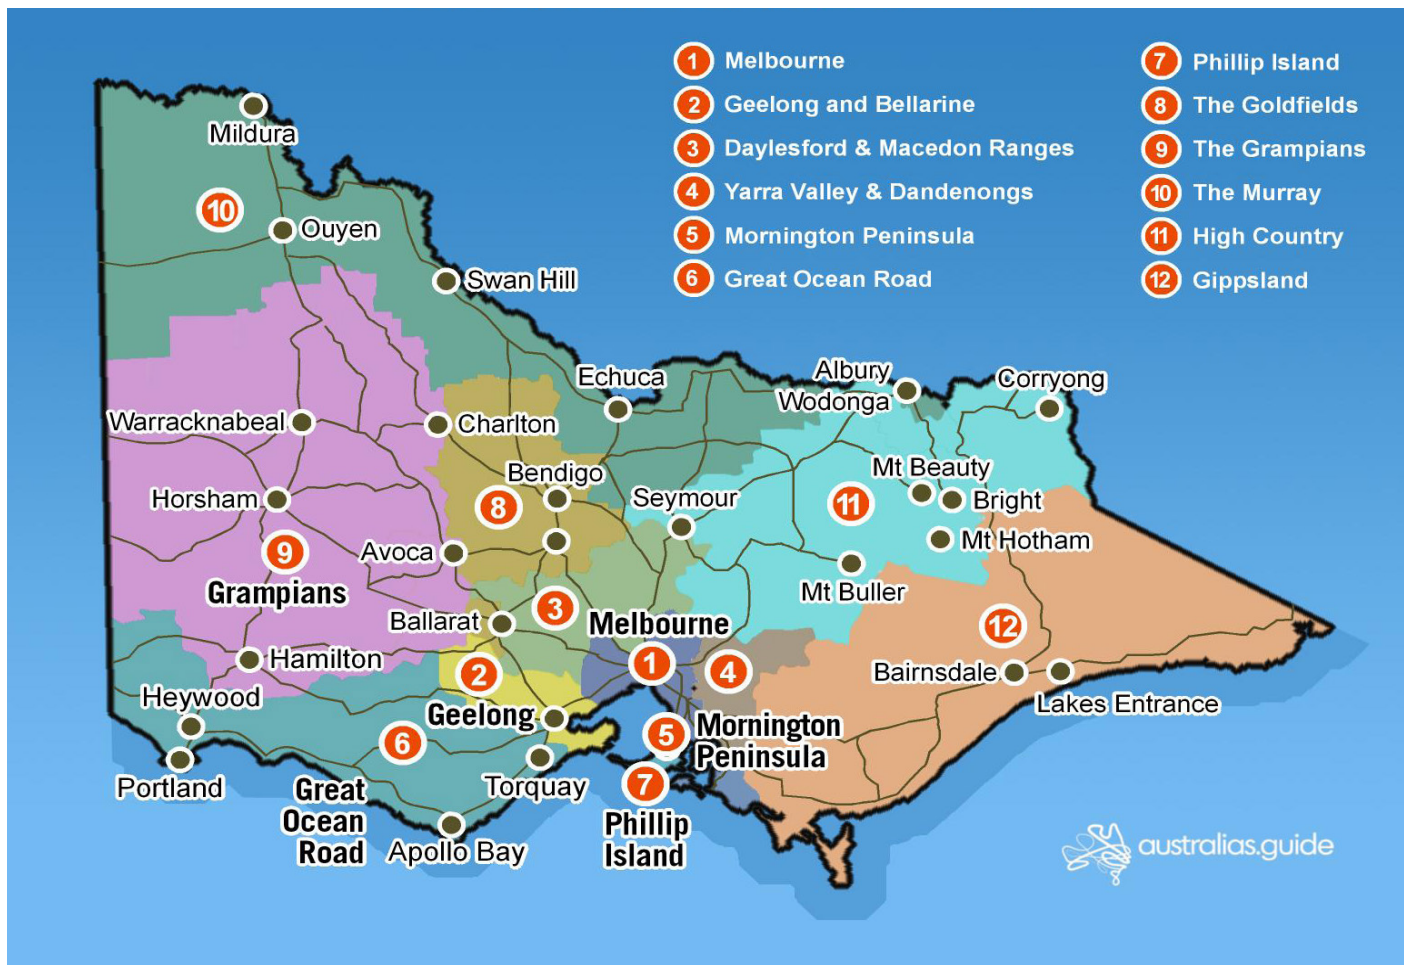 1 Melbourne
2 Geelong and Bellarine
3 Daylesford & Macedon Ranges
4 Yarra Valley & Dandenongs
5 Mornington Peninsula
6 Great Ocean Road
7 Phillip Island
8 The Goldfields
9 The Grampians
10 The Murray
11 High Country
12 Gippsland
Mildura
10
Ouyen
Swan Hill
Echuca
Albury
Wodonga
Corryong
Warracknabeal
Charlton
Bendigo
Mt Beauty
Horsham
8
Seymour
11
Bright
Avoca
Mt Hotham
9
Grampians
Mt Buller
3
Ballarat
Melbourne
12
Hamilton
2
1
4
Bairnsdale
Heywood
Geelong
Lakes Entrance
6
5
Mornington
Peninsula
Portland
Great
Ocean
Road
Torquay
7
Apollo Bay
Phillip
Island
australias.guide